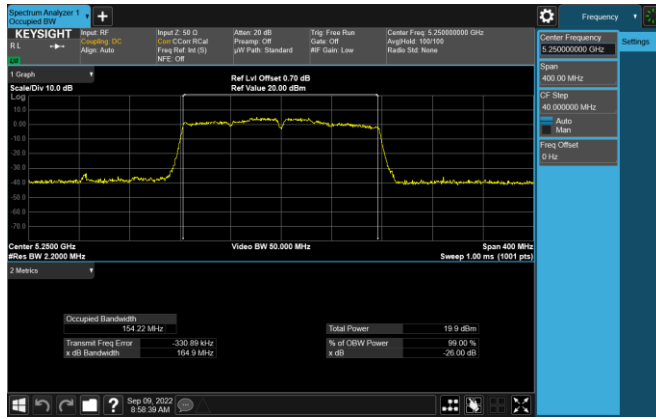 Spectrum Analyzer 1
Occupied BW
Frequency
KEYSIGHT
R L
Input: RF
Coupling: DC
Align: Auto
Input Z: 50 Ω
Corr CCorr RCal
Freq Ref: Int (S)
NFE: Off
Atten: 20 dB
Preamp: Off
µW Path: Standard
Trig: Free Run
Gate: Off
#IF Gain: Low
Center Freq: 5.250000000 GHz
Avg|Hold: 100/100
Radio Std: None
Center Frequency
5.250000000 GHz
Settings
Span
400.00 MHz
CF Step
40.000000 MHz
Auto
Man
Freq Offset
0 Hz
1 Graph
Scale/Div 10.0 dB
Ref Lvl Offset 0.70 dB
Ref Value 20.00 dBm
Log
10.0
0.00
-10.0
-20.0
-30.0
-40.0
-50.0
-60.0
-70.0
Center 5.2500 GHz
#Res BW 2.2000 MHz
Video BW 50.000 MHz
Span 400 MHz
Sweep 1.00 ms (1001 pts)
2 Metrics
Occupied Bandwidth
154.22 MHz
Transmit Freq Error -330.89 kHz
x dB Bandwidth 164.9 MHz
Total Power 19.9 dBm
% of OBW Power 99.00 %
x dB -26.00 dB
Sep 09, 2022
8:58:39 AM